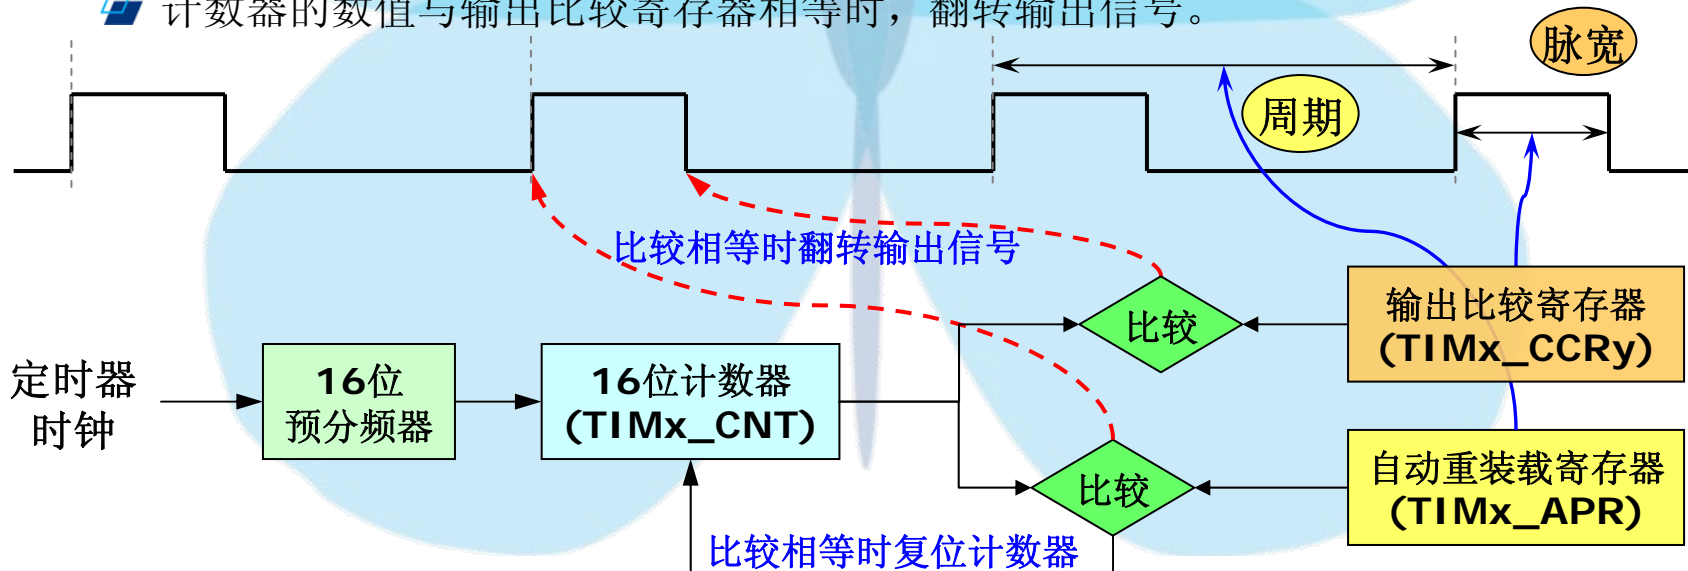 计数器的数值与输出比较寄存器相等时，翻转输出信号。
脉宽
周期
比较相等时翻转输出信号
比较
输出比较寄存器
(TIMx_CCRy)
定时器
时钟
16位
预分频器
16位计数器
(TIMx_CNT)
比较
自动重装载寄存器
(TIMx_APR)
比较相等时复位计数器